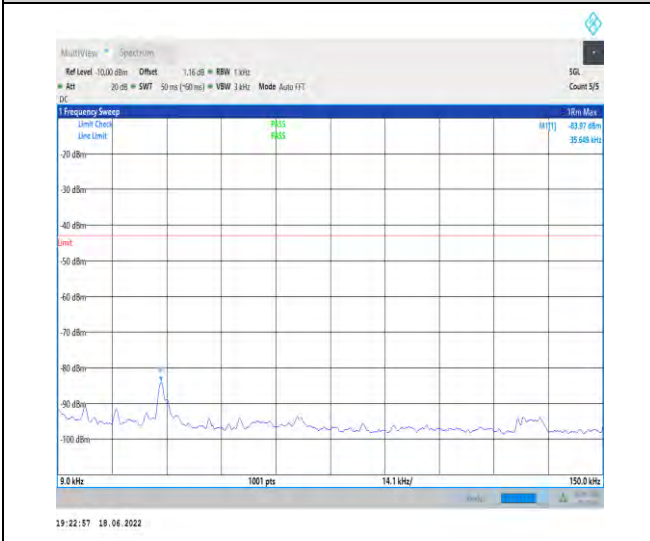 MultiView Spectrum
Ref Level -10.00 dBm Offset 1.16 dB RBW 1 kHz SGL
Att 20 dB SWT 50 ms (~60 ms) VBW 3 kHz Mode Auto FFT Count 5/5
DC
1 Frequency Sweep 1Rm Max
Limit Check PASS M1[1] -83.97 dBm
Line Limit PASS 35.649 kHz
-20 dBm
-30 dBm
-40 dBm
Limit
-50 dBm
-60 dBm
-70 dBm
-80 dBm
-90 dBm
-100 dBm
9.0 kHz 1001 pts 14.1 kHz/ 150.0 kHz
19:22:57 18.06.2022